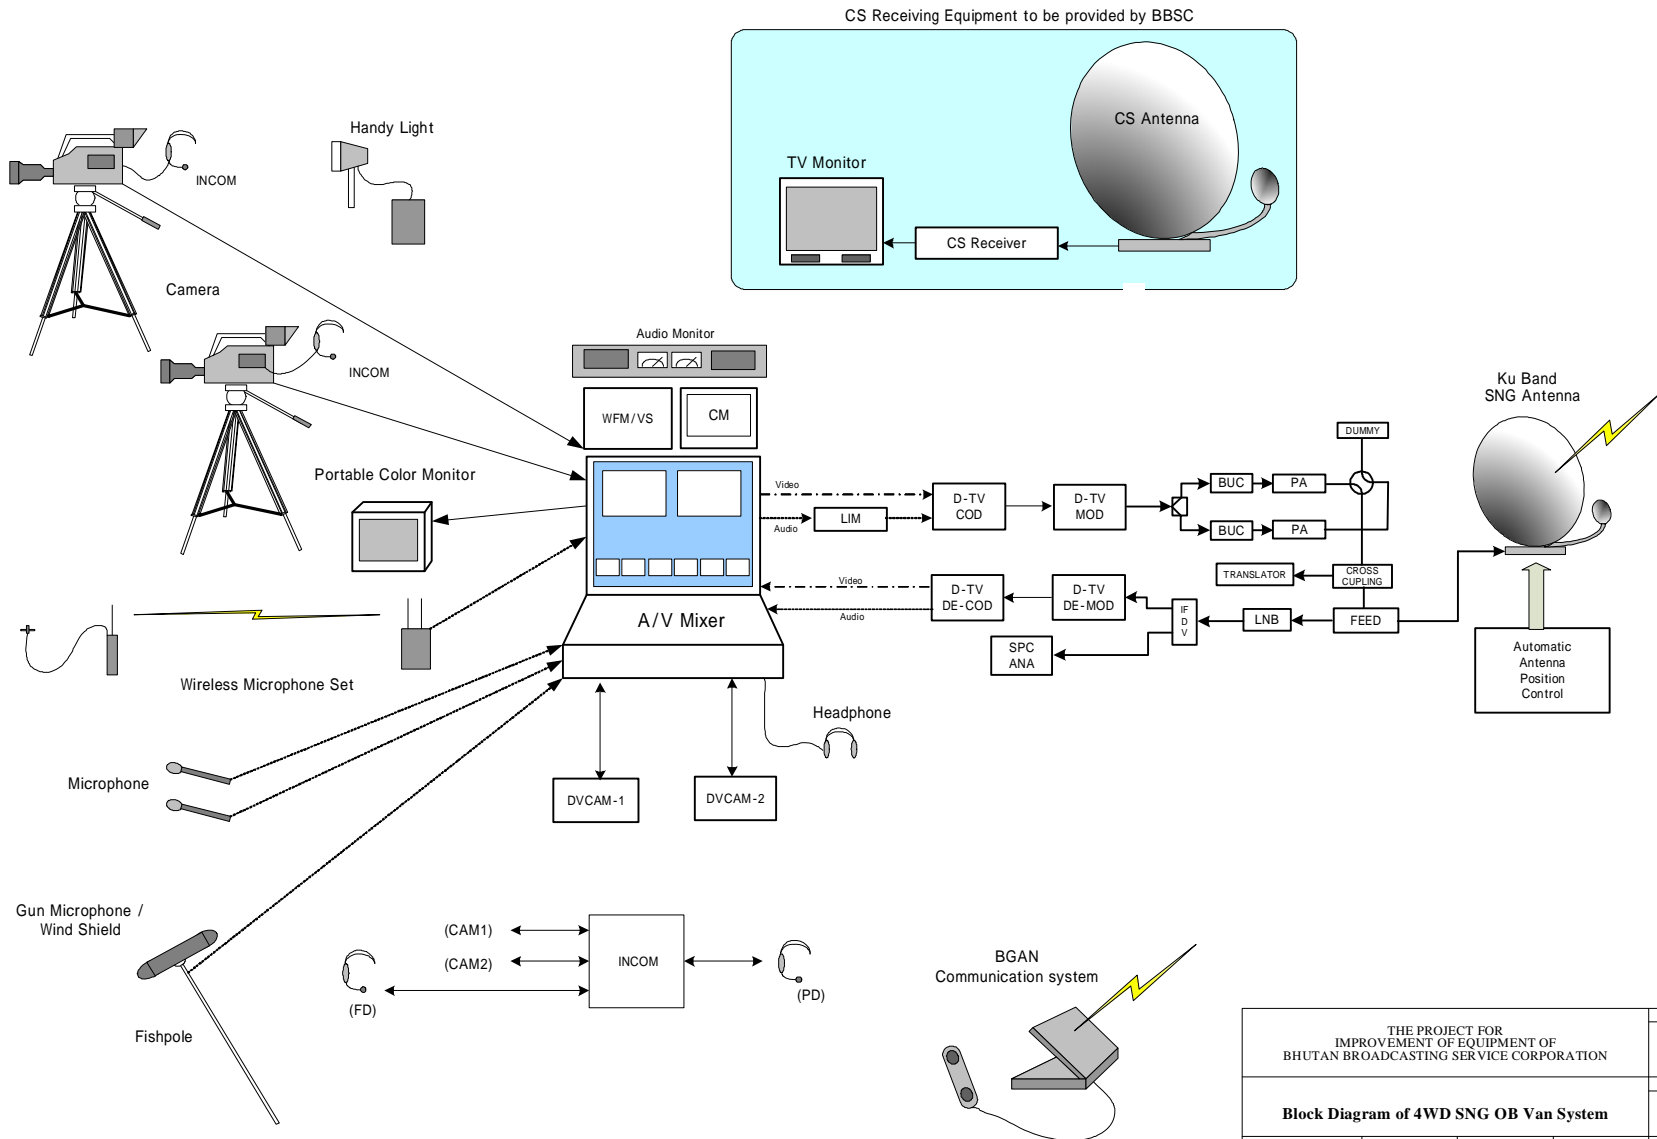 CS Receiving Equipment to be provided by BBSC
CS Antenna
TV Monitor
CS Receiver
Handy Light
INCOM
Camera
INCOM
Audio Monitor
WFM/VS
CM
Portable Color Monitor
Ku Band
SNG Antenna
DUMMY
Video
Audio
LIM
D-TV
COD
D-TV
MOD
BUC
PA
BUC
PA
TRANSLATOR
CROSS
CUPLING
Video
Audio
D-TV
DE-COD
D-TV
DE-MOD
IF
D
V
LNB
FEED
SPC
ANA
A/V Mixer
Automatic
Antenna
Position
Control
Wireless Microphone Set
Headphone
Microphone
DVCAM-1
DVCAM-2
Gun Microphone /
Wind Shield
Fishpole
(CAM1)
(CAM2)
(FD)
INCOM
(PD)
BGAN
Communication system
THE PROJECT FOR
IMPROVEMENT OF EQUIPMENT OF
BHUTAN BROADCASTING SERVICE CORPORATION
Block Diagram of 4WD SNG OB Van System